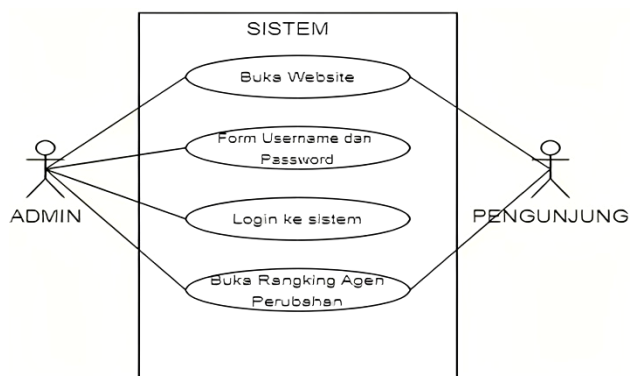 SISTEM
Buka Website
Form Username dan
Password
ADMIN
PENGUNJUNG
Login ke sistem
Buka Rangking Agen
Perubahan